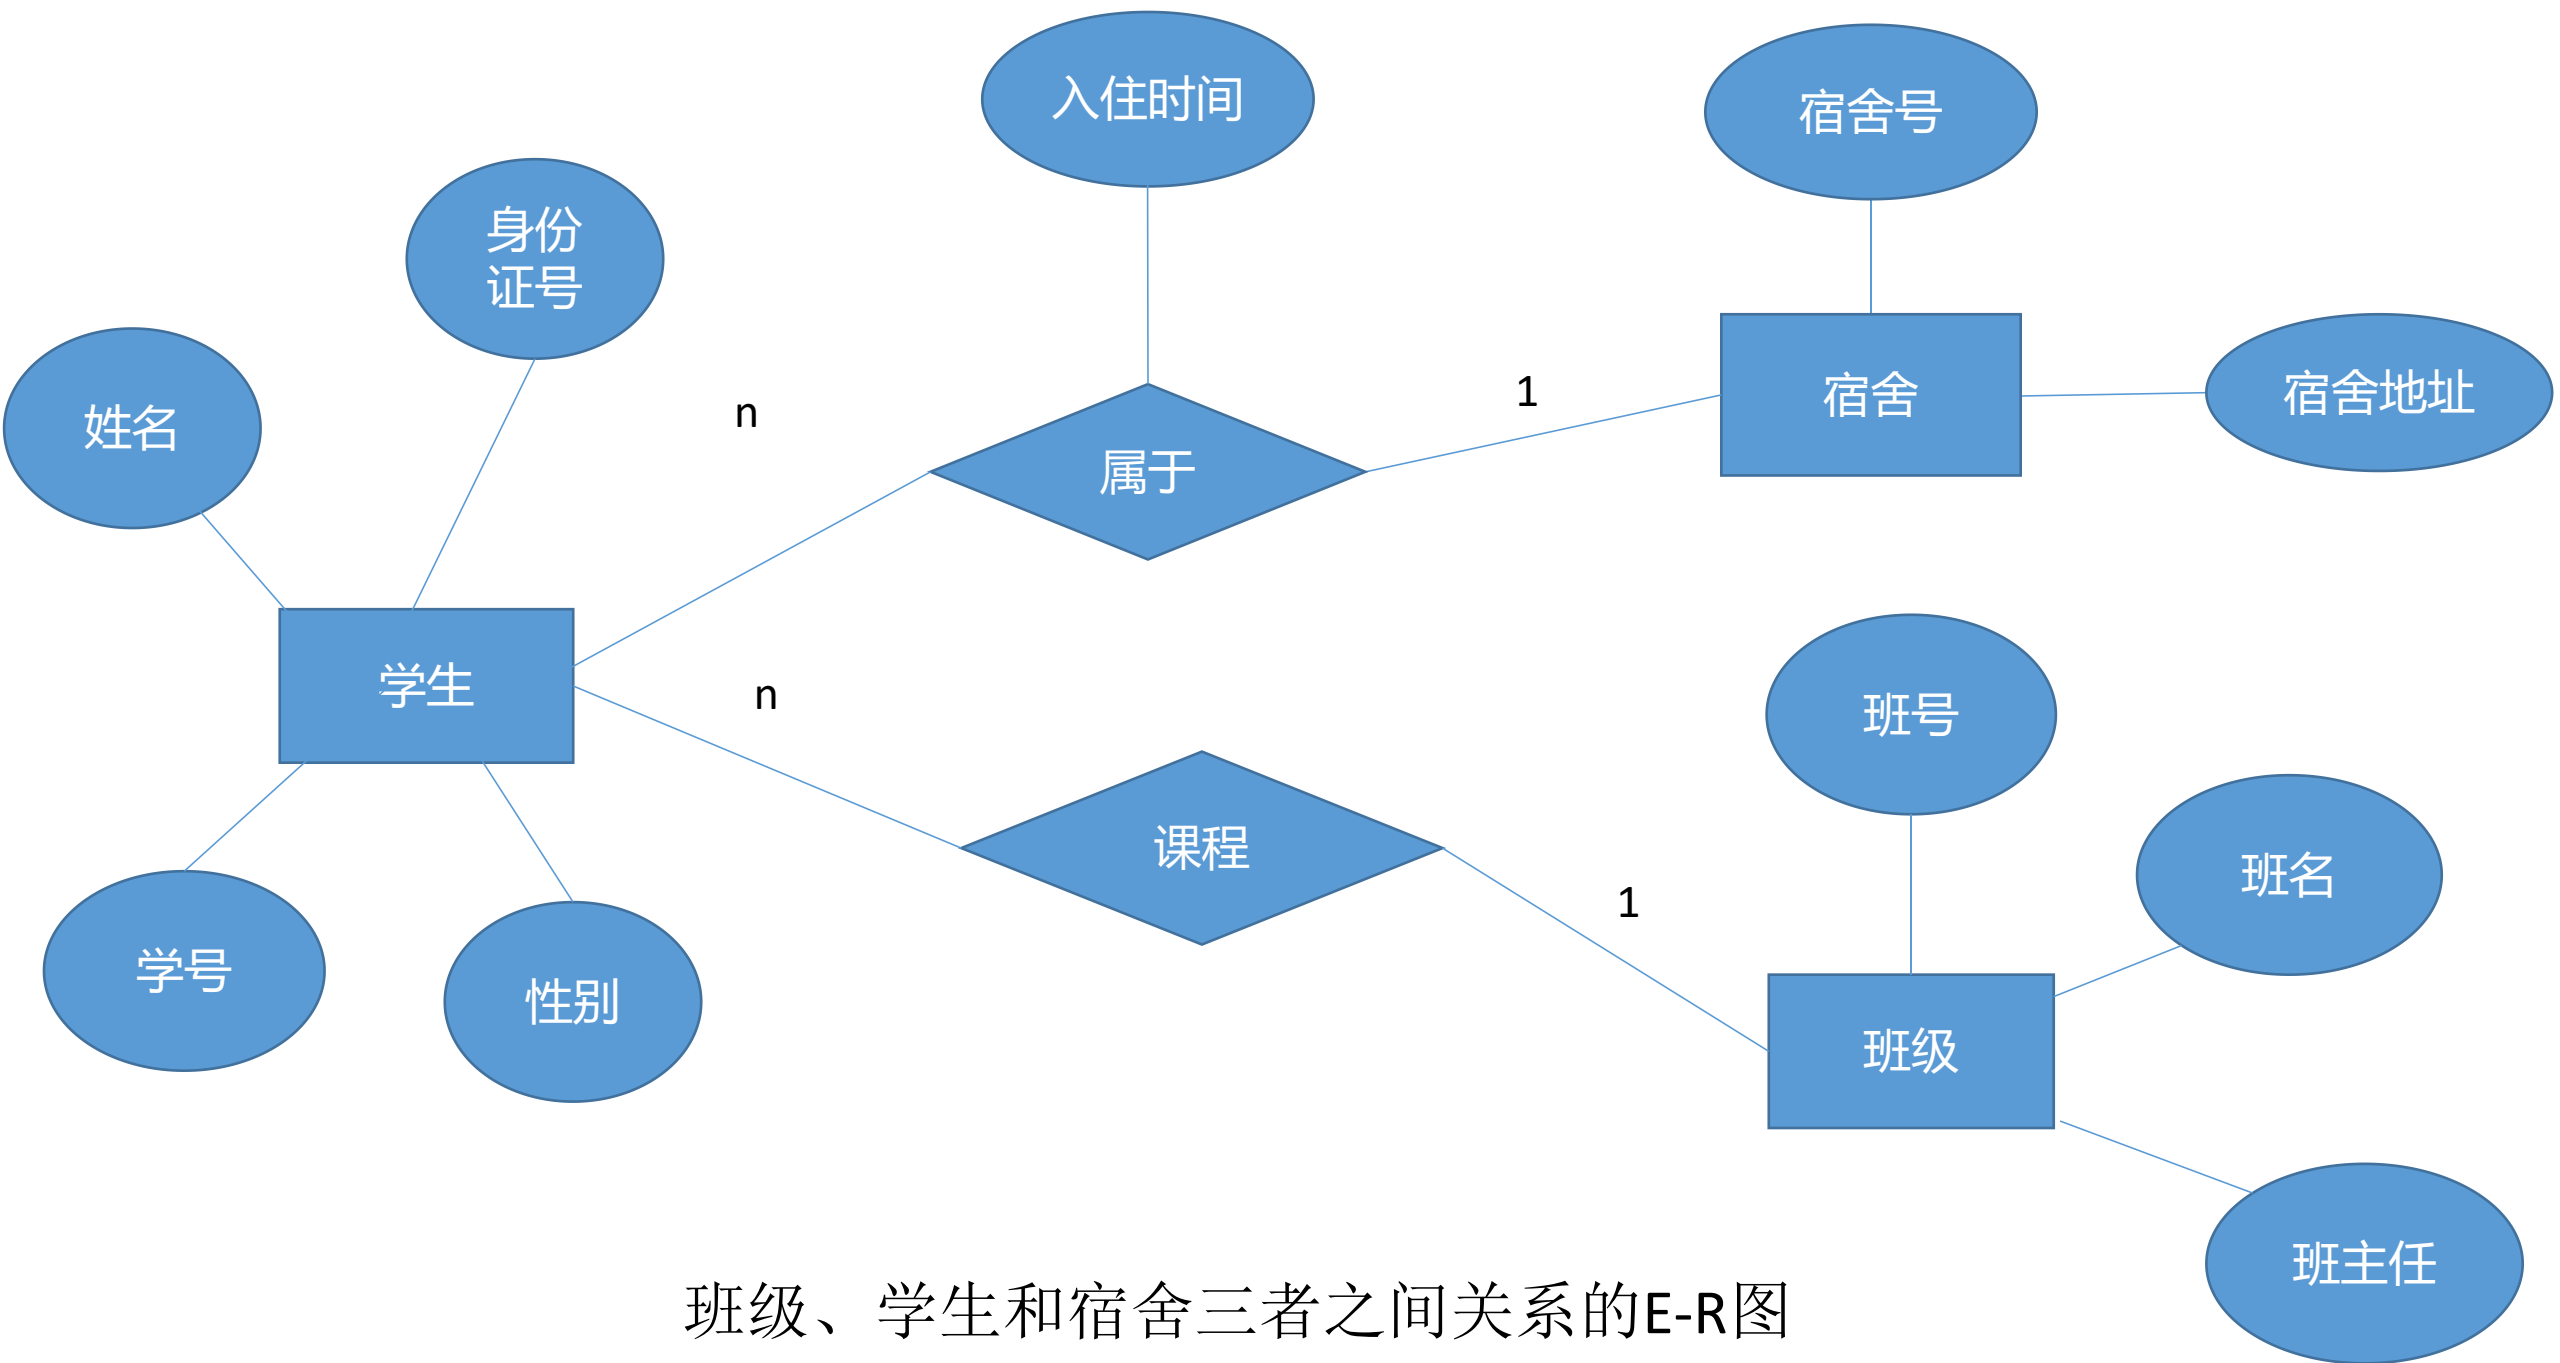 入住时间
宿舍号
身份
证号
姓名
n
1
宿舍
宿舍地址
属于
学生
n
班号
课程
班名
1
学号
性别
班级
班主任
班级、学生和宿舍三者之间关系的E-R图